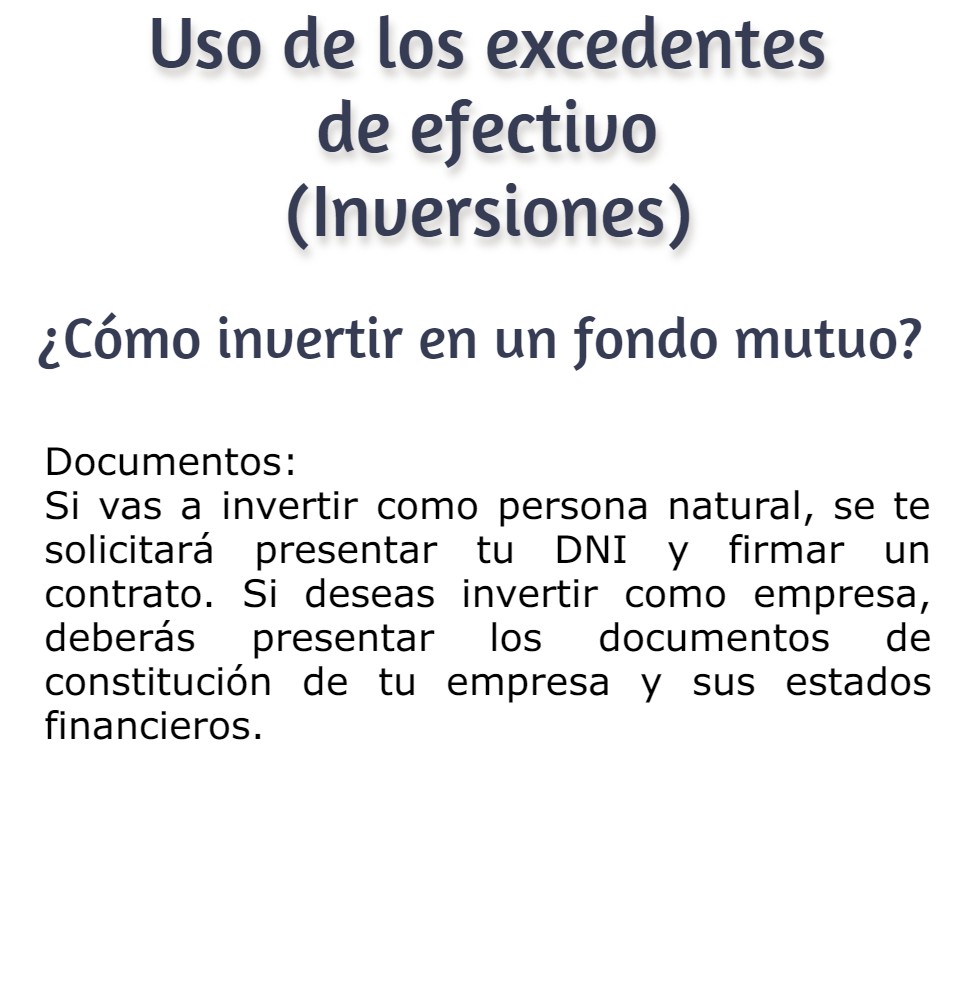 Uso de los excedentes
de efectivo
(Inversiones)
¿Cómo invertir en un fondo mutuo?
Documentos:
Si vas a invertir como persona natural, se te
solicitará presentar tu DNI y firmar un
contrato. Si deseas invertir como empresa,
deberás presentar los documentos de
constitución de tu empresa y sus estados
financieros.